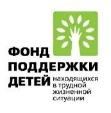 ФОНД
ПОДДЕРЖКИ
ДЕТЕЙ находящихся
в трудной
жизненной
ситуации